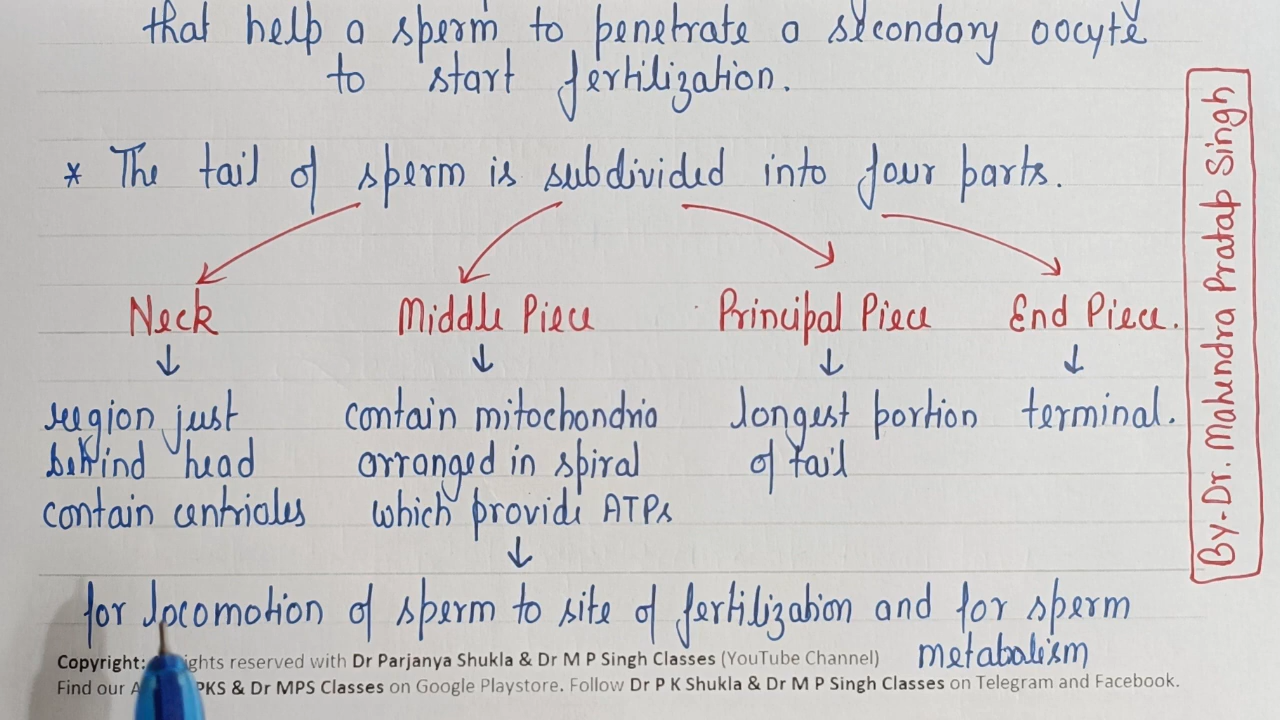 that help a sperm to penetrate a secondary oocyte
to start fertilization.
* The tail of sperm is subdivided into four parts.
Neck Middle Piece Principal Piece End Piece.
region just contain mitochondria longest portion terminal.
behind head arranged in spiral of tail
contain centrioles which provide ATPs
for locomotion of sperm to site of fertilization and for sperm
metabolism
Copyright: ights reserved with Dr Parjanya Shukla & Dr M P Singh Classes (YouTube Channel)
Find our A PKS & Dr MPS Classes on Google Playstore. Follow Dr P K Shukla & Dr M P Singh Classes on Telegram and Facebook.
By-Dr. Mahendra Pratap Singh